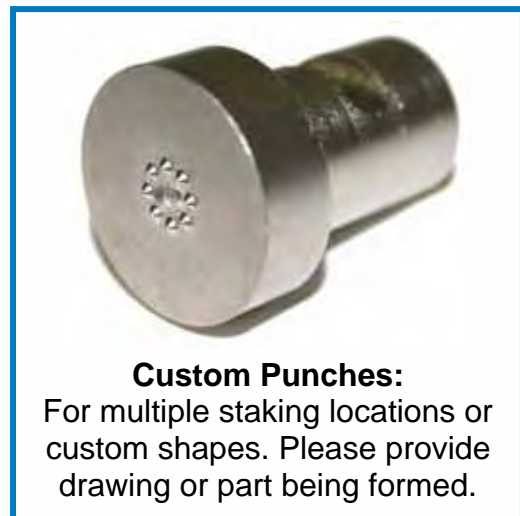 Custom Punches:
For multiple staking locations or
custom shapes. Please provide
drawing or part being formed.